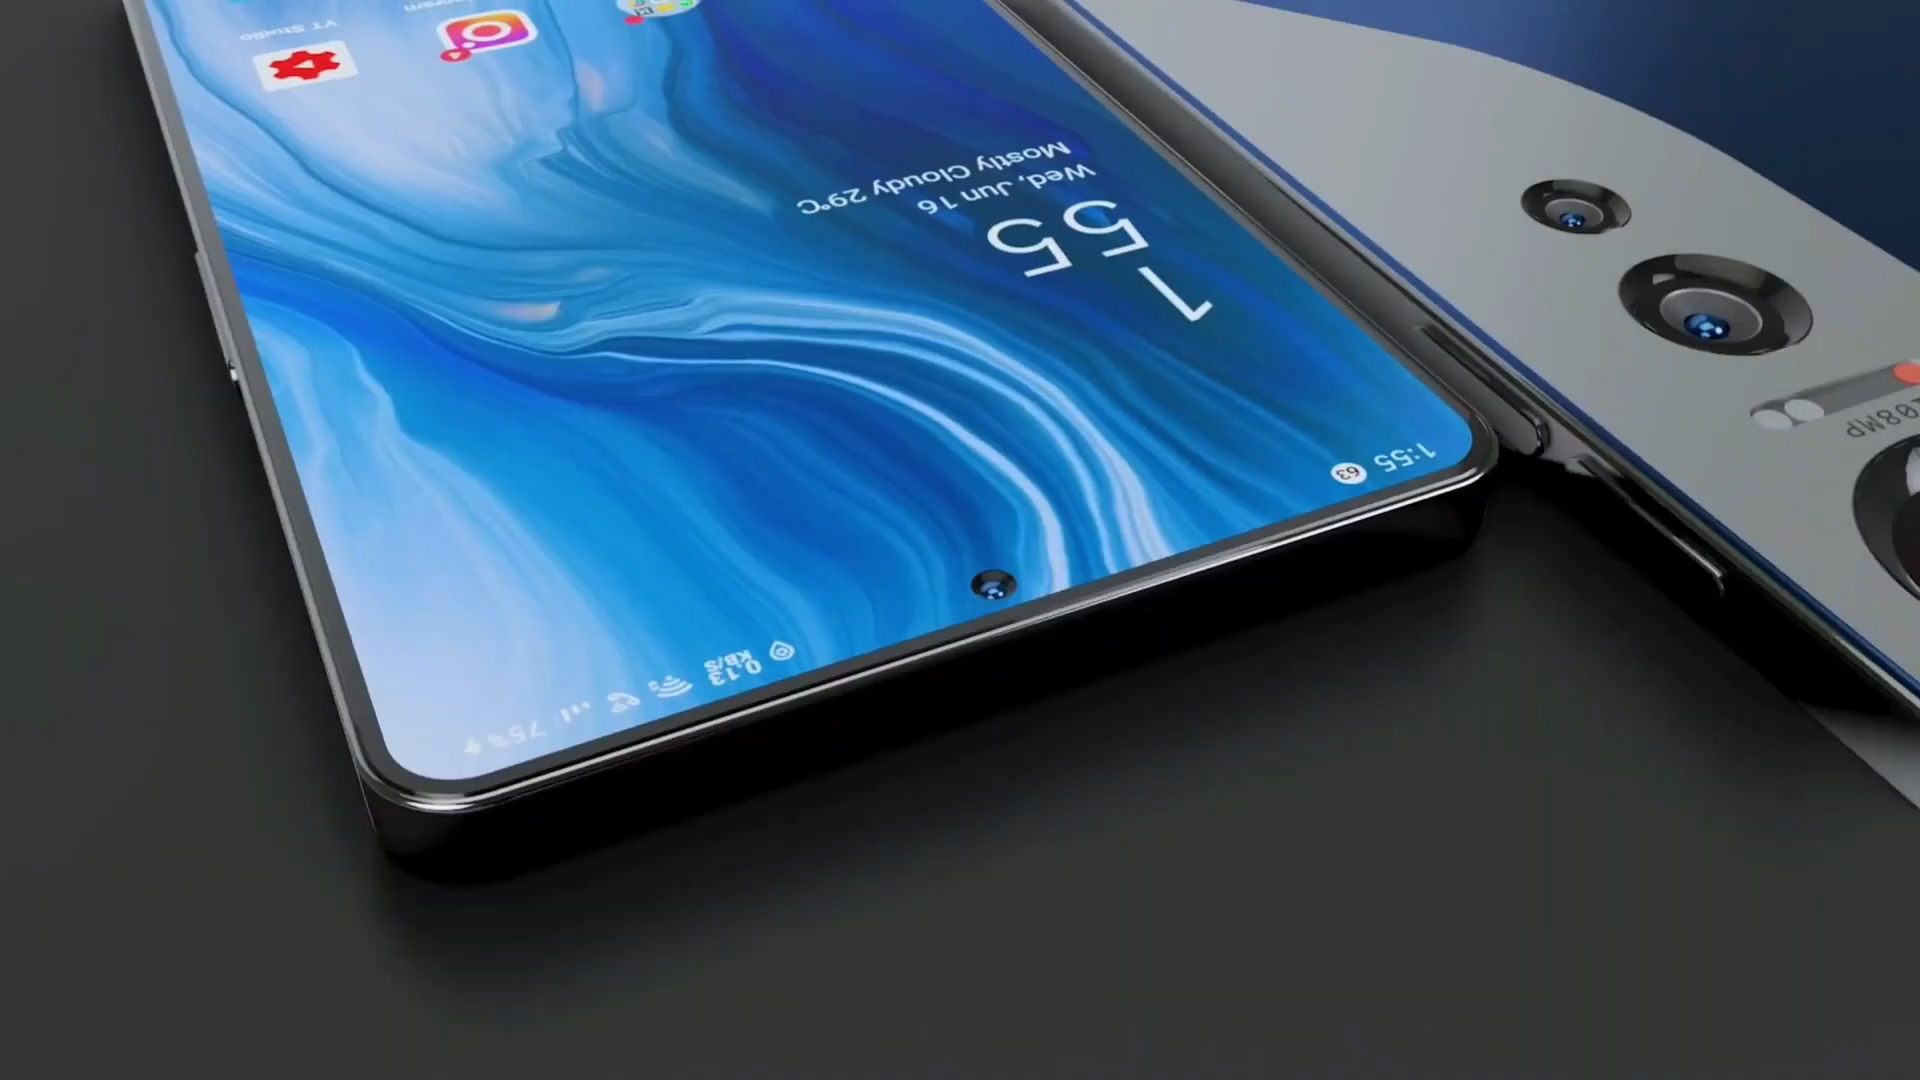 1:55 63
0.13
KB/S
75%
1
55
Wed, Jun 16
Mostly Cloudy 29°C
YT Studio
108MP